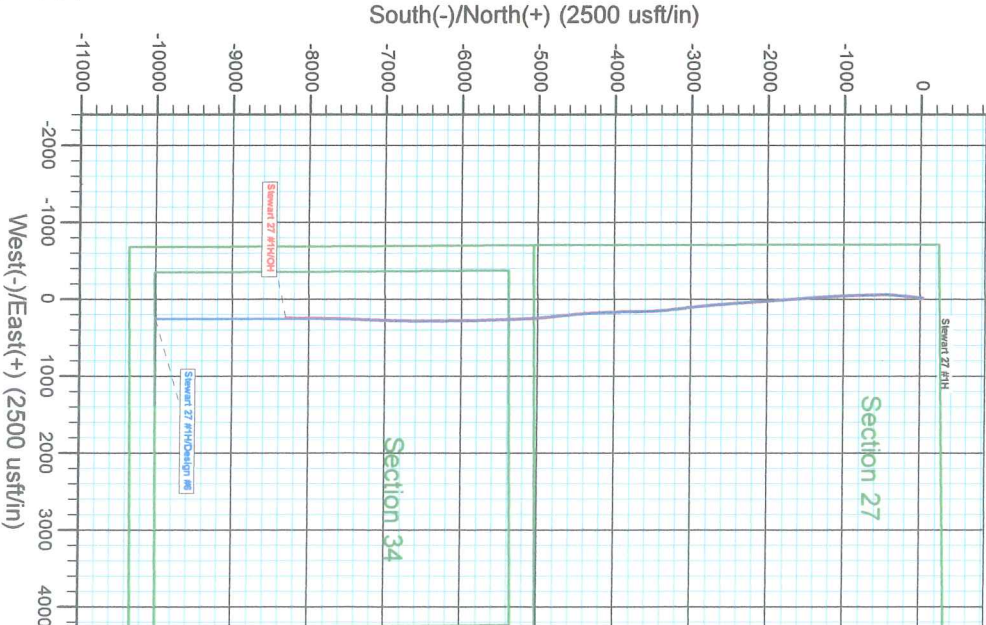 South(-)/North(+) (2500 usft/in)
-11000
-10000
-9000
-8000
-7000
-6000
-5000
-4000
-3000
-2000
-1000
0
-2000
-1000
0
1000
2000
3000
4000
West(-)/East(+) (2500 usft/in)
Stewart 27 #1H
Section 27
Section 34
Stewart 27 #1H/OH
Stewart 27 #1H/Design #6